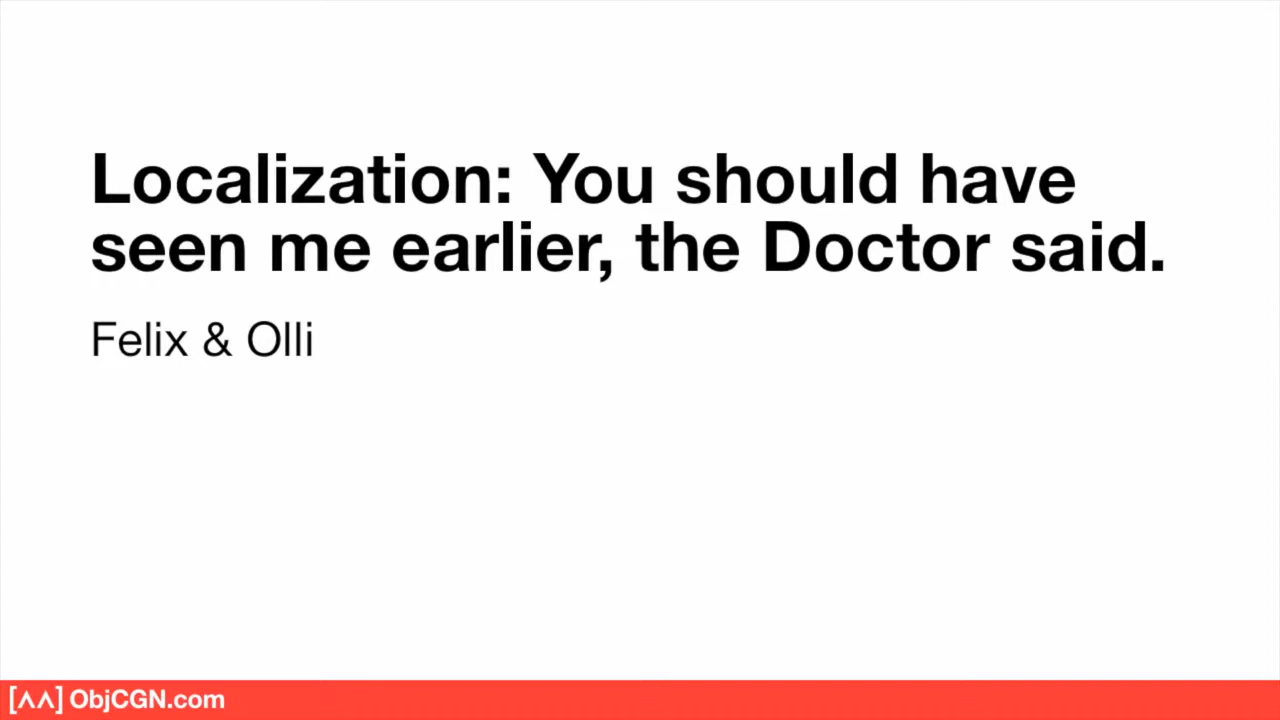 Localization: You should have
seen me earlier, the Doctor said.
Felix & Olli
[ʌʌ] ObjCGN.com